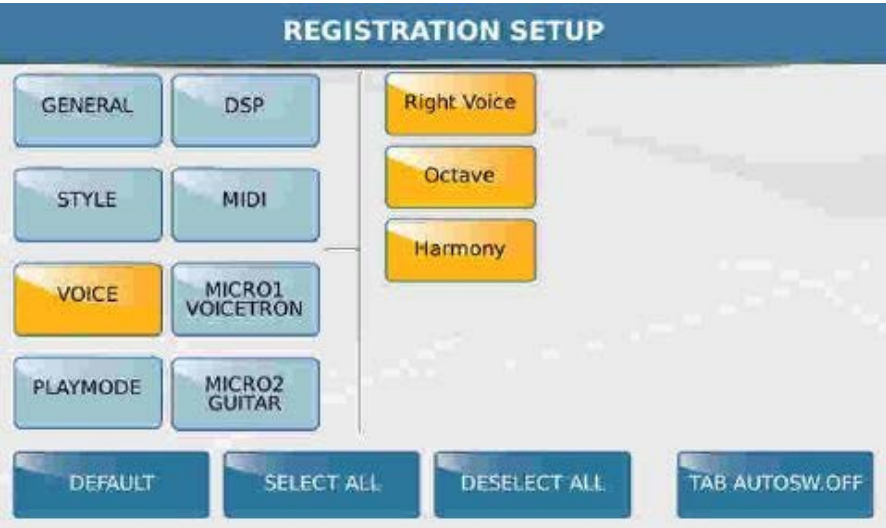 REGISTRATION SETUP
GENERAL
DSP
STYLE
MIDI
VOICE
MICRO1
VOICETRON
PLAYMODE
MICRO2
GUITAR
Right Voice
Octave
Harmony
DEFAULT
SELECT ALL
DESELECT ALL
TAB AUTOSW.OFF